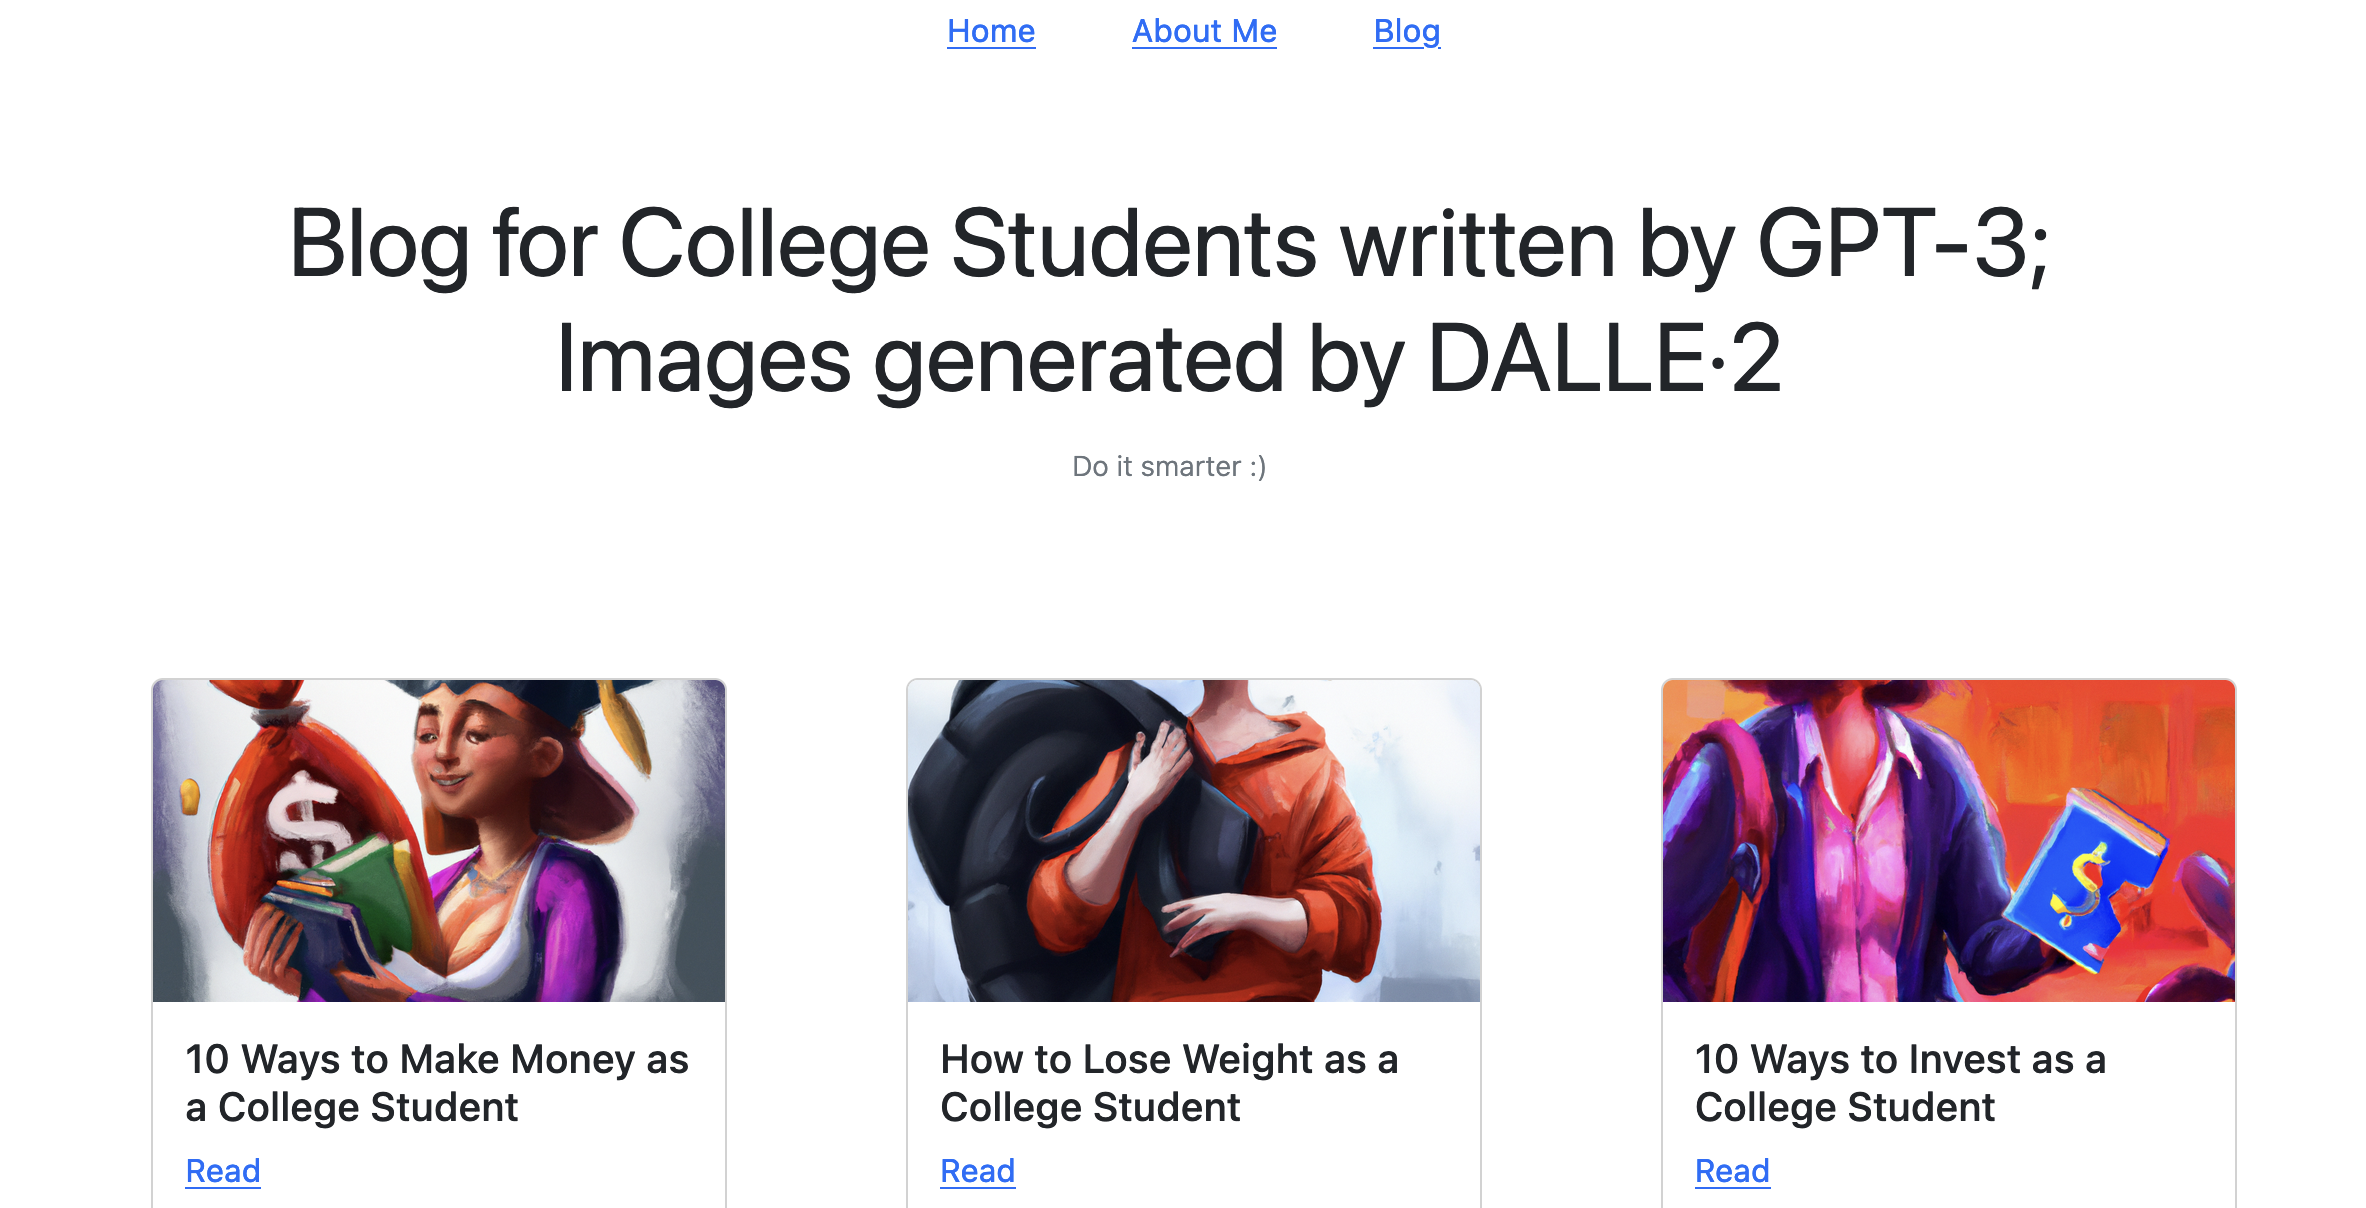 Home About Me Blog
Blog for College Students written by GPT-3;
Images generated by DALLE·2
Do it smarter :)
$
$
10 Ways to Make Money as
a College Student
Read
How to Lose Weight as a
College Student
Read
10 Ways to Invest as a
College Student
Read